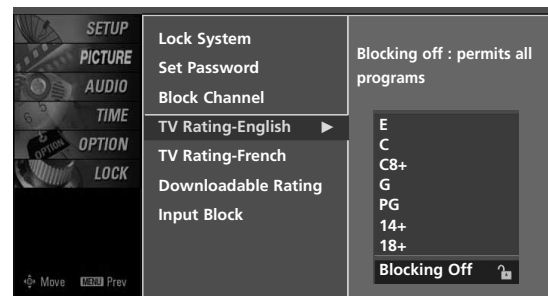 SETUP
PICTURE
AUDIO
TIME
OPTION
LOCK
Move MENU Prev
Lock System
Set Password
Block Channel
TV Rating-English
TV Rating-French
Downloadable Rating
Input Block
Blocking off : permits all
programs
E
C
C8+
G
PG
14+
18+
Blocking Off